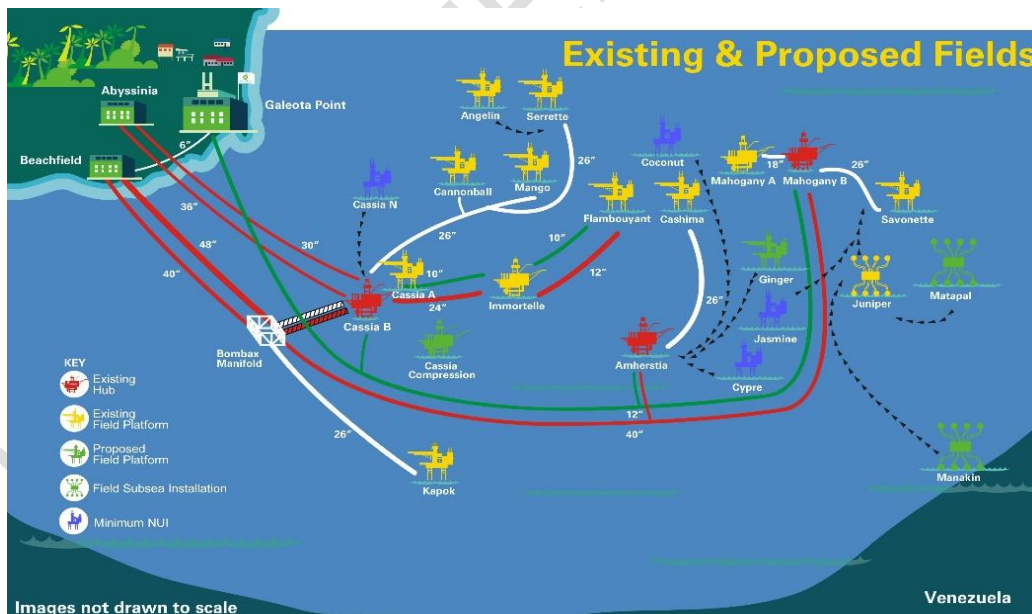 Existing & Proposed Fields
Abyssinia
Galeota Point
Beachfield
6"
36"
30"
48"
40"
Angelin
Serrette
26"
Cannonball
Mango
Cassia N
26"
Coconut
Mahogany A
18"
Mahogany B
26"
Savonette
Flambouyant
Cashima
10"
12"
10"
Cassia A
24"
Immortelle
Cassia B
26"
Ginger
Juniper
Matapal
Jasmine
Bombax
Manifold
Cassia
Compression
Amherstia
Cypre
12"
40"
26"
Kapok
Manakin
KEY
Existing
Hub
Existing
Field Platform
Proposed
Field Platform
Field Subsea Installation
Minimum NUI
Images not drawn to scale
Venezuela